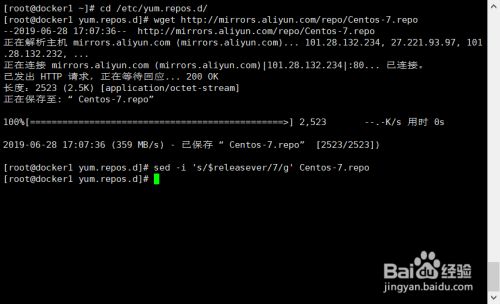 [root@docker1 ~]# cd /etc/yum.repos.d/
[root@docker1 yum.repos.d]# wget http://mirrors.aliyun.com/repo/Centos-7.repo
--2019-06-28 17:07:36--  http://mirrors.aliyun.com/repo/Centos-7.repo
正在解析主机 mirrors.aliyun.com (mirrors.aliyun.com)... 101.28.132.234, 27.221.93.97, 101
.28.132.232, ...
正在连接 mirrors.aliyun.com (mirrors.aliyun.com)|101.28.132.234|:80... 已连接。
已发出 HTTP 请求，正在等待回应... 200 OK
长度：2523 (2.5K) [application/octet-stream]
正在保存至: “Centos-7.repo”
100%[================================================>] 2,523       --.-K/s 用时 0s
2019-06-28 17:07:36 (359 MB/s) - 已保存 “Centos-7.repo” [2523/2523])
[root@docker1 yum.repos.d]# sed -i 's/$releasever/7/g' Centos-7.repo
[root@docker1 yum.repos.d]#
Baidu经验
jingyan.baidu.com